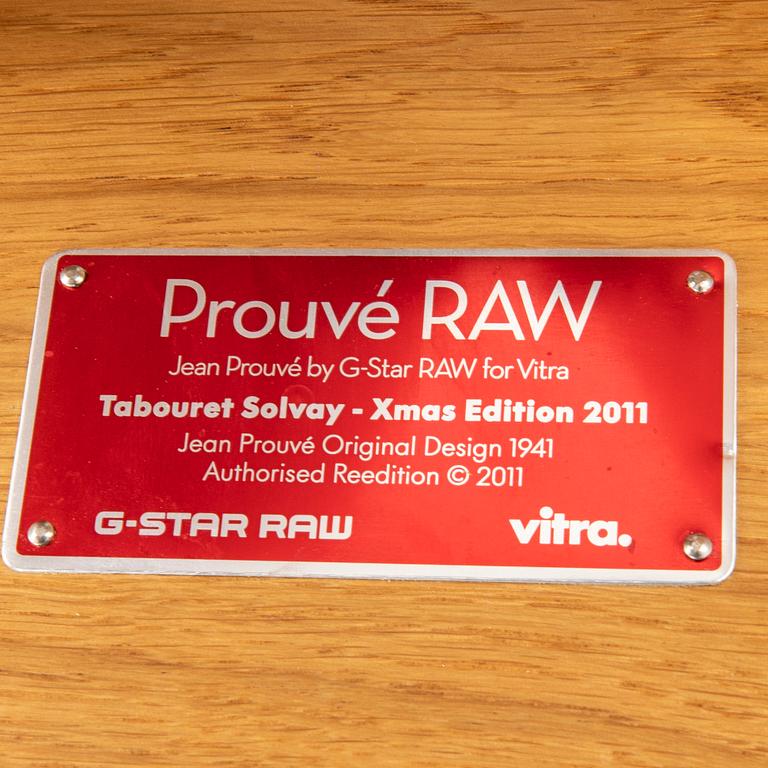 Prouvé RAW
Jean Prouvé by G-Star RAW for Vitra
Tabouret Solvay - Xmas Edition 2011
Jean Prouvé Original Design 1941
Authorised Reedition © 2011
G-STAR RAW vitra.